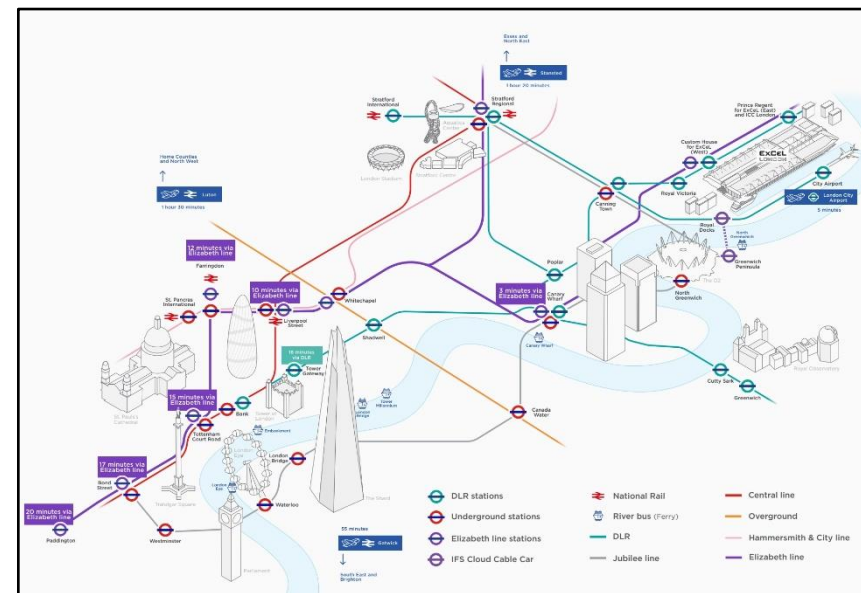 Essex and
North East
Stansted
1 hour 20 minutes
Stratford
International
Stratford
Regional
London Stadium
Stratford Centre
Prince Regent
for ExCeL (East)
and ICC London
Custom House
for ExCeL
(West)
ExCeL
LONDON
Royal Victoria
City Airport
London City
Airport
5 minutes
Canning
Town
Royal
Docks
North
Greenwich
Greenwich
Peninsula
The O2
North
Greenwich
Home Counties
and North West
Luton
12 minutes via
Elizabeth line
Farringdon
St. Pancras
International
10 minutes via
Elizabeth line
Liverpool
Street
Whitechapel
Poplar
3 minutes via
Elizabeth line
Canary
Wharf
Canary Wharf
Shadwell
Tower
Gateway
via DLR
Tower of
London
15 minutes via
Elizabeth line
Tottenham
Court Road
Bank
St. Pauls
Cathedral
17 minutes via
Elizabeth line
Bond
Street
Trafalgar Square
20 minutes via
Elizabeth line
Paddington
Westminster
Parliament
London
Eye
Embankment
Waterloo
London
Bridge
London
Bridge
Tower
Millennium
The Shard
Canada
Water
Cutty Sark
Greenwich
Royal Observatory
55 minutes
Gatwick
South East and
Brighton
DLR stations
Underground stations
Elizabeth line stations
IFS Cloud Cable Car
National Rail
River bus (Ferry)
DLR
Jubilee line
Central line
Overground
Hammersmith & City line
Elizabeth line